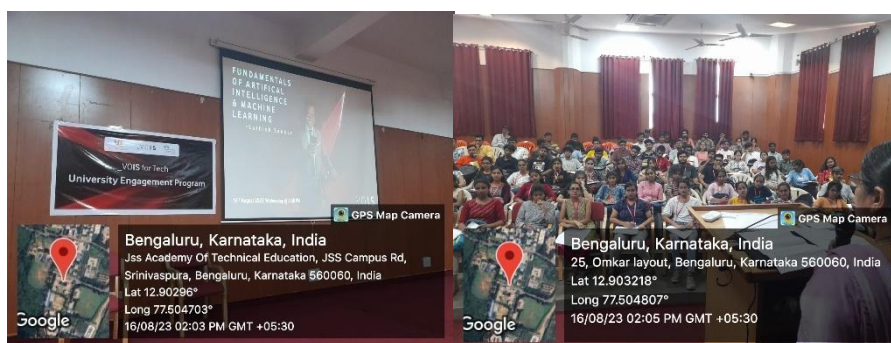 FUNDAMENTALS
OF ARTIFICAL
INTELLIGENCE
& MACHINE
LEARNING
VOIS
VOIS for Tech
University Engagement Program
VOIS
GPS Map Camera
Bengaluru, Karnataka, India
Jss Academy Of Technical Education, JSS Campus Rd,
Srinivaspura, Bengaluru, Karnataka 560060, India
Lat 12.90296°
Long 77.504703°
16/08/23 02:03 PM GMT +05:30
Google
GPS Map Camera
Bengaluru, Karnataka, India
25, Omkar layout, Bengaluru, Karnataka 560060, India
Lat 12.903218°
Long 77.504807°
16/08/23 02:05 PM GMT +05:30
Google